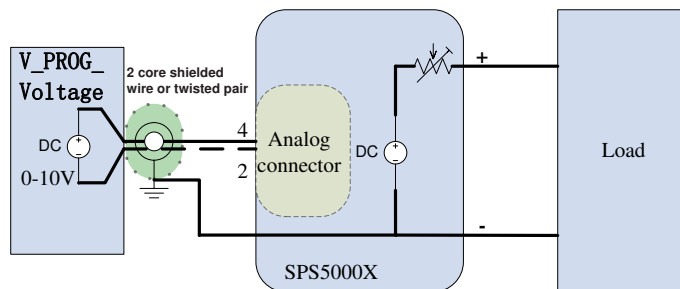 V_PROG_
Voltage
2 core shielded
wire or twisted pair
DC
0-10V
4
2
Analog
connector
DC
+
-
SPS5000X
Load